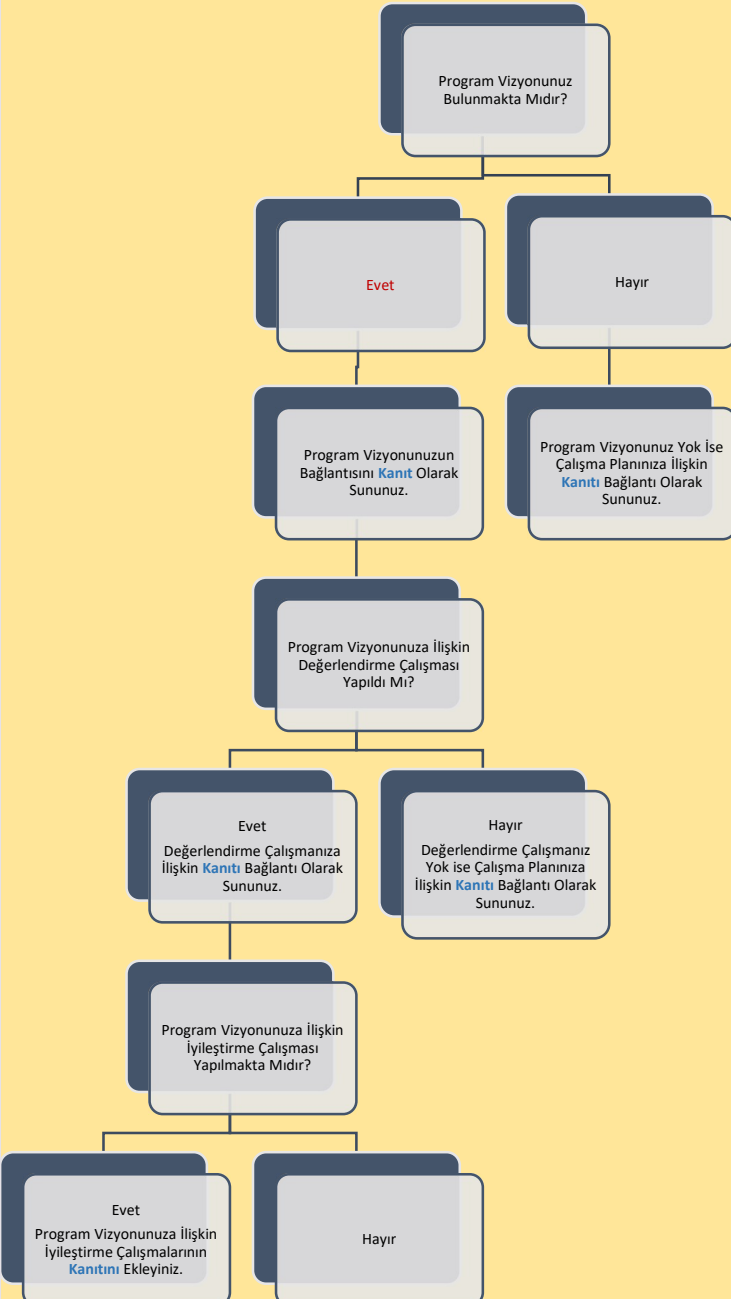 Program Vizyonunuz
Bulunmakta Mıdır?
Evet
Hayır
Program Vizyonunuzun
Bağlantısını Kanıt Olarak
Sununuz.
Program Vizyonunuz Yok İse
Çalışma Planınıza İlişkin
Kanıtı Bağlantı Olarak
Sununuz.
Program Vizyonunuza İlişkin
Değerlendirme Çalışması
Yapıldı Mı?
Evet
Değerlendirme Çalışmanıza
İlişkin Kanıtı Bağlantı Olarak
Sununuz.
Hayır
Değerlendirme Çalışmanız
Yok ise Çalışma Planınıza
İlişkin Kanıtı Bağlantı Olarak
Sununuz.
Program Vizyonunuza İlişkin
İyileştirme Çalışması
Yapılmakta Mıdır?
Evet
Program Vizyonunuza İlişkin
İyileştirme Çalışmalarının
Kanıtını Ekleyiniz.
Hayır